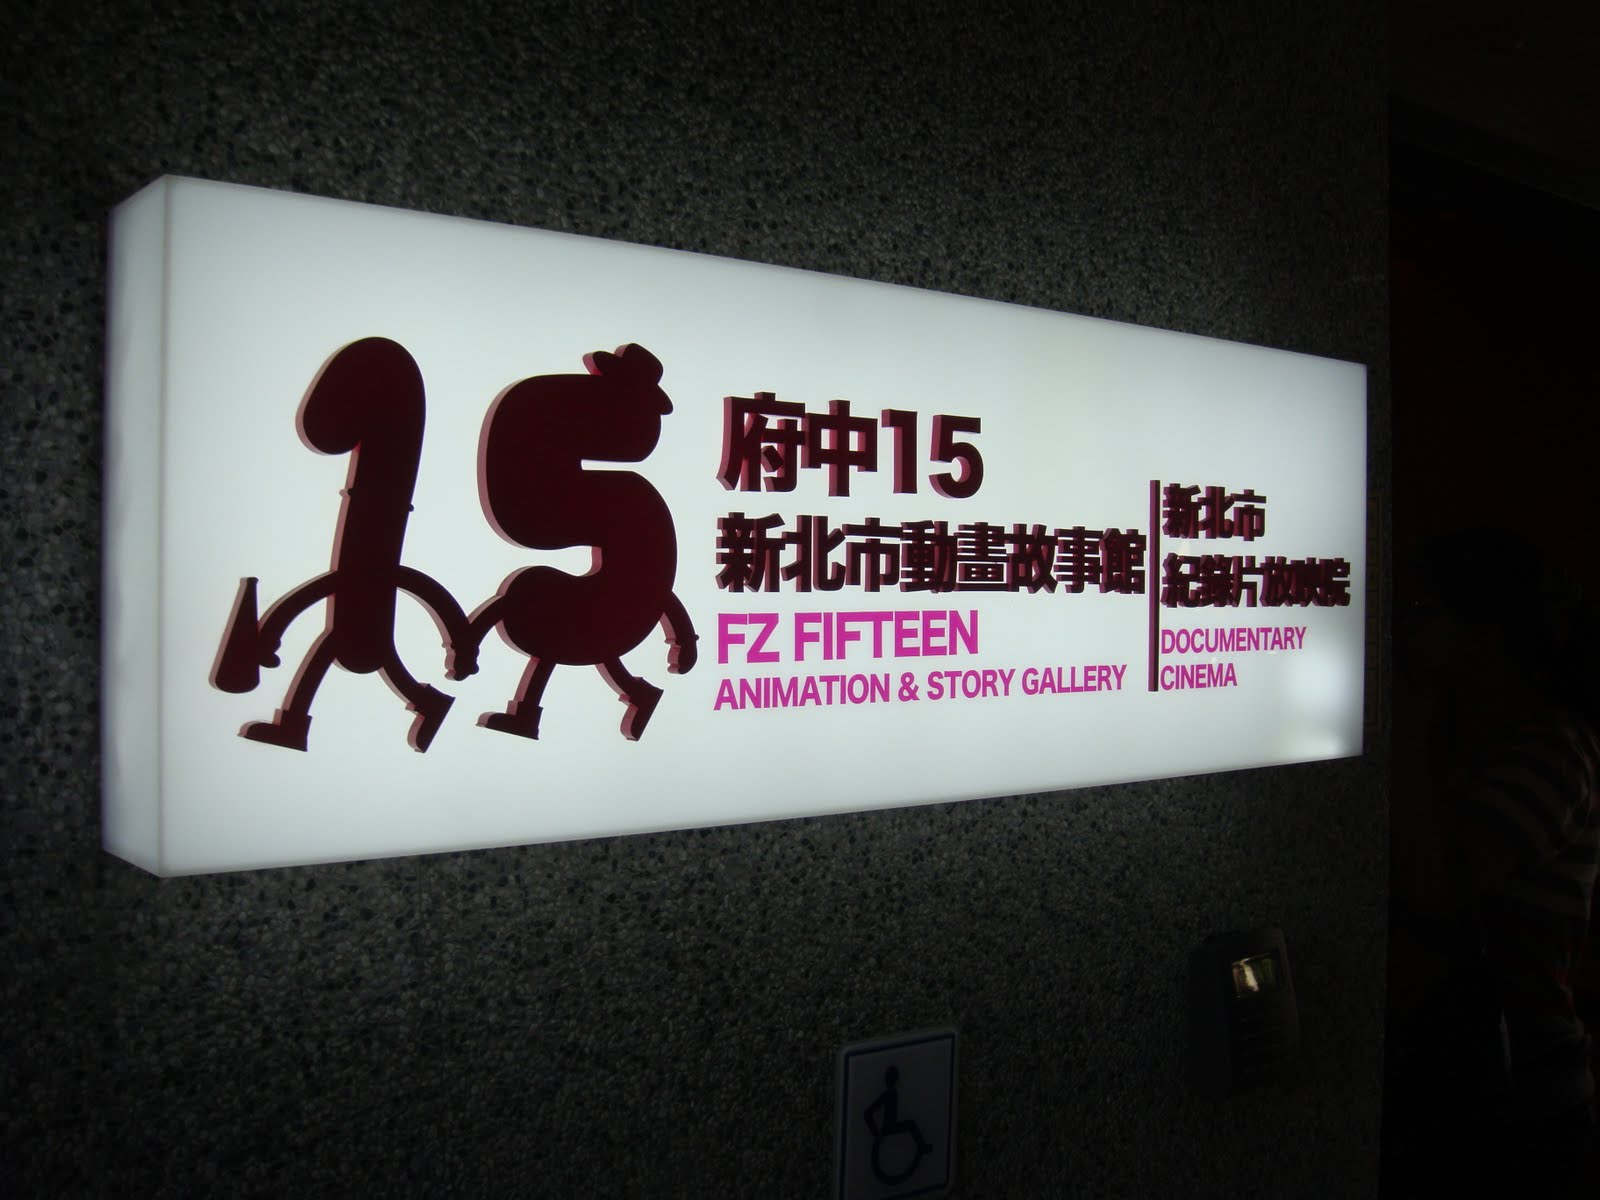 15
府中15
新北市動畫故事館
FZ FIFTEEN
ANIMATION & STORY GALLERY
新北市
紀錄片放映院
DOCUMENTARY
CINEMA